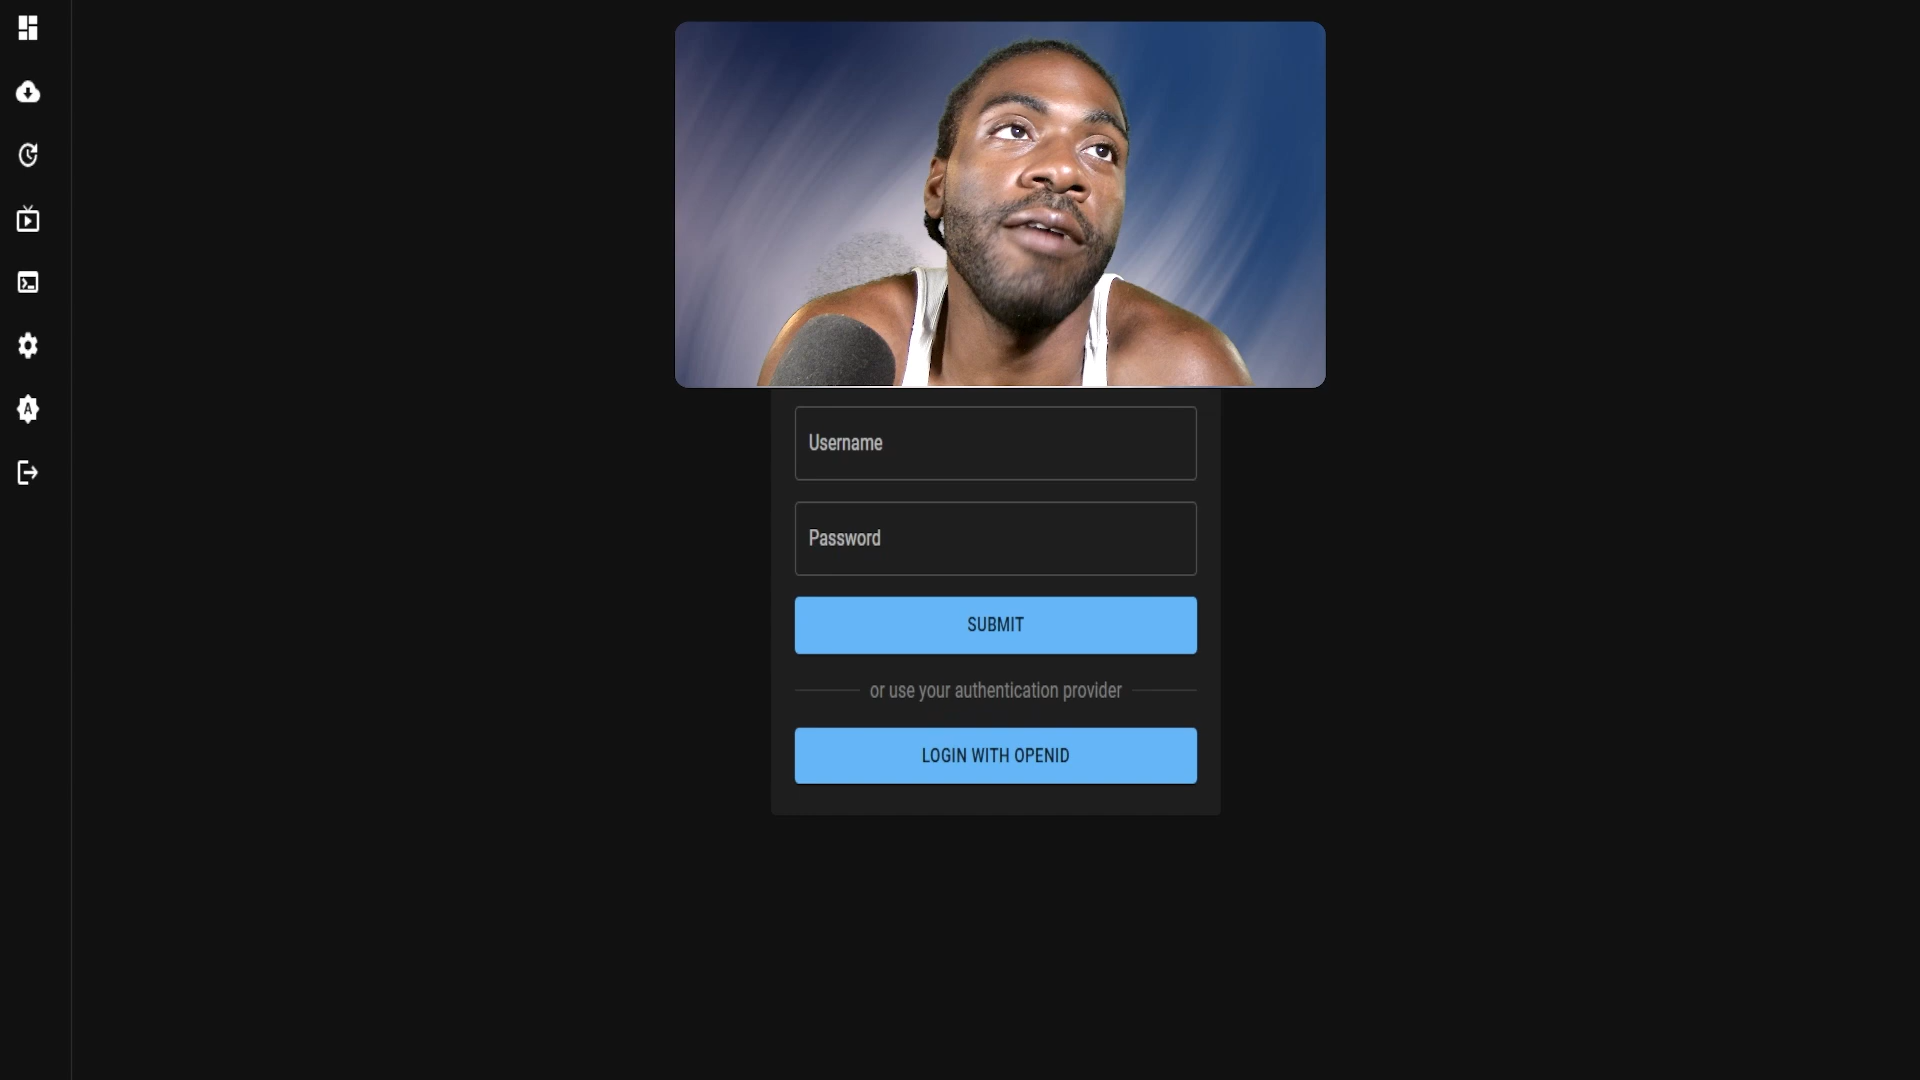 Username
Password
SUBMIT
or use your authentication provider
LOGIN WITH OPENID